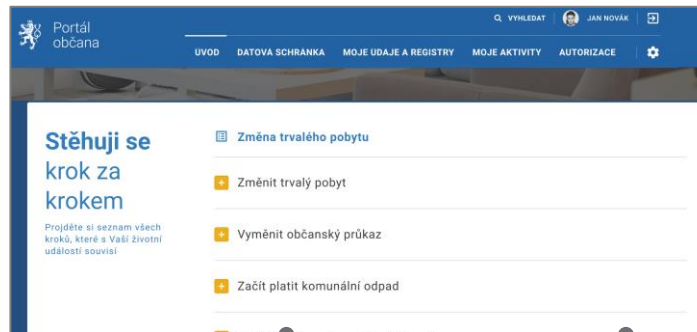 Portál
občana
VYHLEDAT
JAN NOVÁK
ÚVOD DATOVÁ SCHRÁNKA MOJE ÚDAJE A REGISTRY MOJE AKTIVITY AUTORIZACE
Stěhuji se
krok za
krokem
Projděte si seznam všech
kroků, které s Vaší životní
událostí souvisí
Změna trvalého pobytu
Změnit trvalý pobyt
Vyměnit občanský průkaz
Začít platit komunální odpad